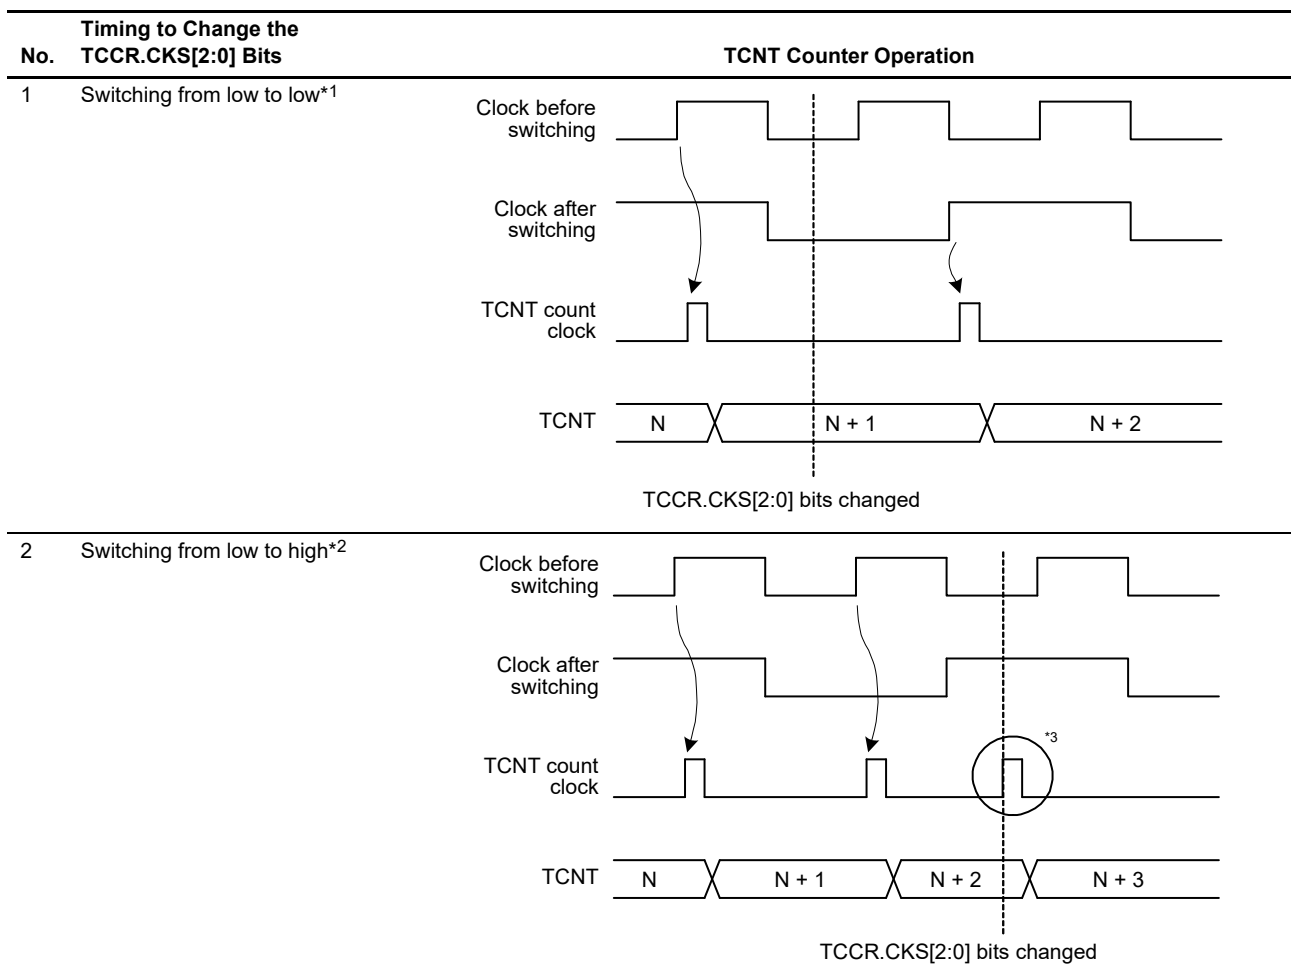 Timing to Change the
No. TCCR.CKS[2:0] Bits TCNT Counter Operation
1 Switching from low to low*1
Clock before
switching
Clock after
switching
TCNT count
clock
TCNT N N + 1 N + 2
TCCR.CKS[2:0] bits changed
2 Switching from low to high*2
Clock before
switching
Clock after
switching
*3
TCNT count
clock
TCNT N N + 1 N + 2 N + 3
TCCR.CKS[2:0] bits changed